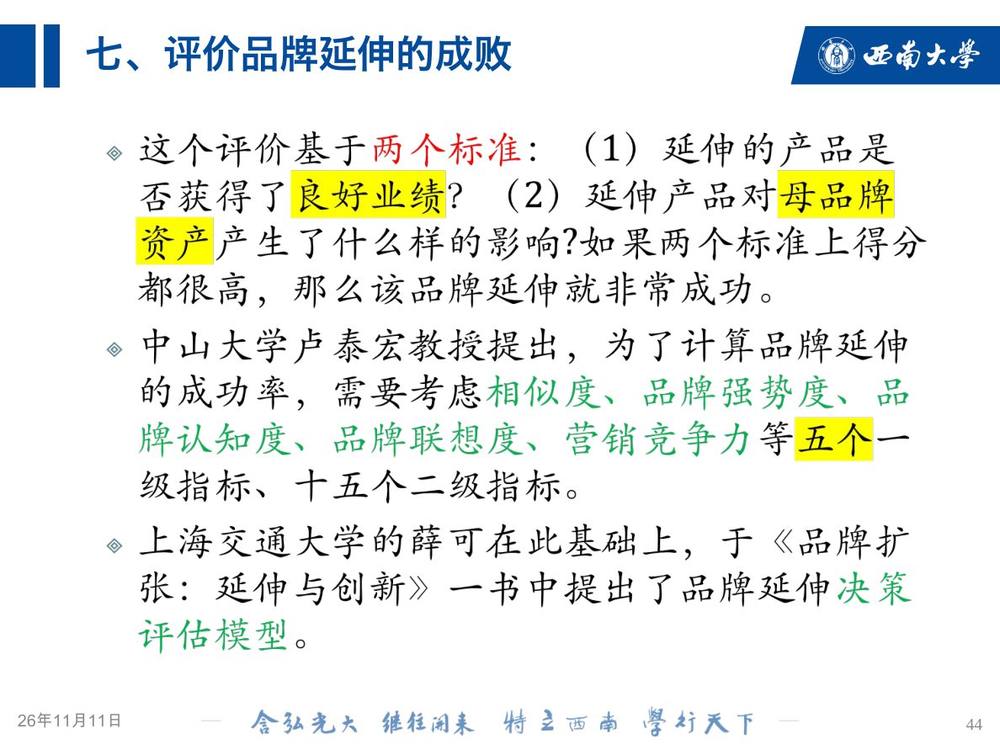 七、评价品牌延伸的成败
西南大学
这个评价基于两个标准：（1）延伸的产品是
否获得了良好业绩？（2）延伸产品对母品牌
资产产生了什么样的影响?如果两个标准上得分
都很高，那么该品牌延伸就非常成功。
中山大学卢泰宏教授提出，为了计算品牌延伸
的成功率，需要考虑相似度、品牌强势度、品
牌认知度、品牌联想度、营销竞争力等五个一
级指标、十五个二级指标。
上海交通大学的薛可在此基础上，于《品牌扩
张：延伸与创新》一书中提出了品牌延伸决策
评估模型。
26年11月11日
含弘光大 继往开来 特立西南 學行天下
44